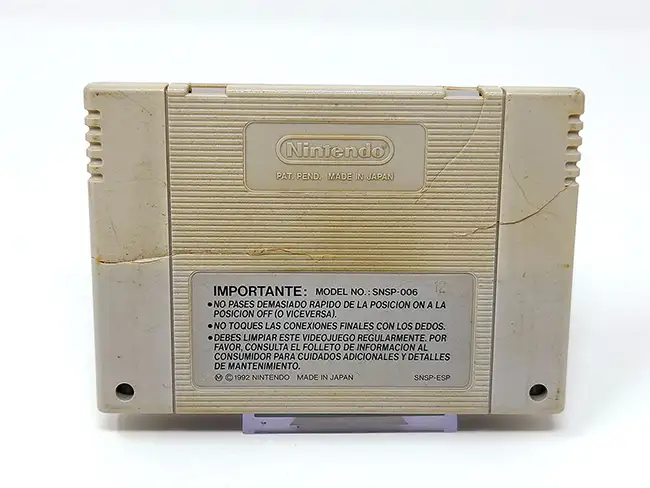 Nintendo
PAT. PEND. MADE IN JAPAN
IMPORTANTE: MODEL NO.: SNSP-006 12
•NO PASES DEMASIADO RAPIDO DE LA POSICION ON A LA
POSICION OFF (O VICEVERSA).
•NO TOQUES LAS CONEXIONES FINALES CON LOS DEDOS.
•DEBES LIMPIAR ESTE VIDEOJUEGO REGULARMENTE. POR
FAVOR, CONSULTA EL FOLLETO DE INFORMACION AL
CONSUMIDOR PARA CUIDADOS ADICIONALES Y DETALLES
DE MANTENIMIENTO.
Ⓜ © 1992 NINTENDO MADE IN JAPAN SNSP-ESP